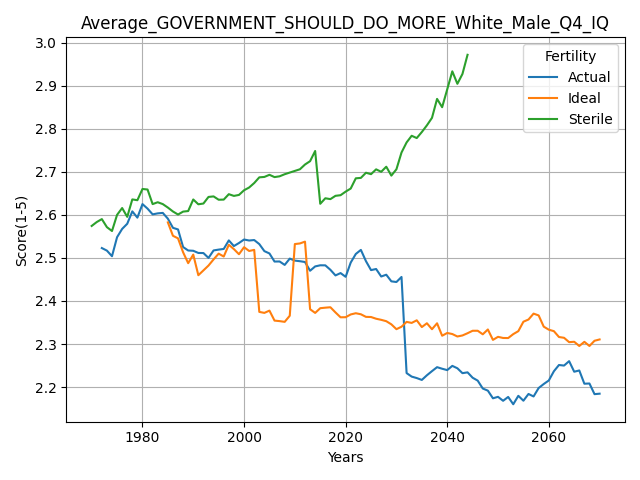 Average_GOVERNMENT_SHOULD_DO_MORE_White_Male_Q4_IQ
Fertility
Actual
Ideal
Sterile
Score(1-5)
3.0
2.9
2.8
2.7
2.6
2.5
2.4
2.3
2.2
1980 2000 2020 2040 2060
Years